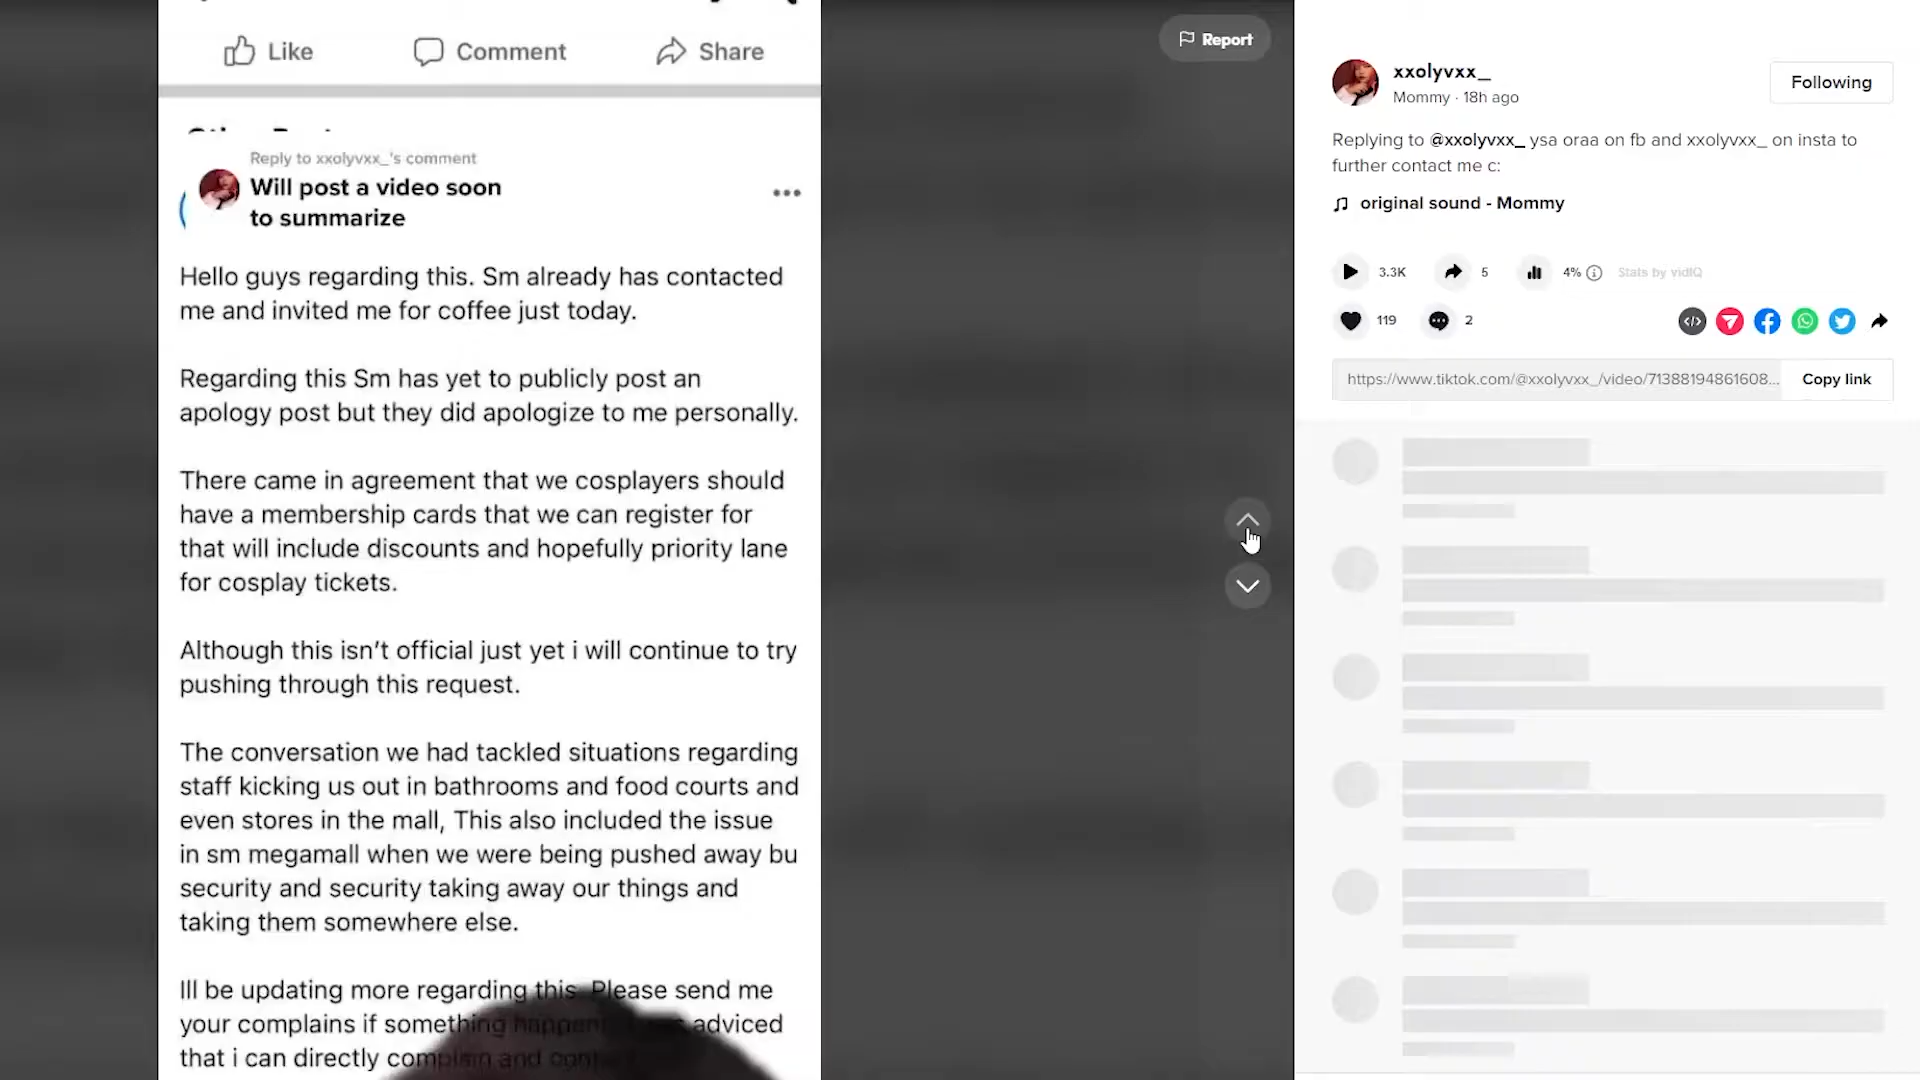 Like Comment Share
Reply to xxolyvxx_'s comment
Will post a video soon
to summarize
Hello guys regarding this. Sm already has contacted
me and invited me for coffee just today.
Regarding this Sm has yet to publicly post an
apology post but they did apologize to me personally.
There came in agreement that we cosplayers should
have a membership cards that we can register for
that will include discounts and hopefully priority lane
for cosplay tickets.
Although this isn't official just yet i will continue to try
pushing through this request.
The conversation we had tackled situations regarding
staff kicking us out in bathrooms and food courts and
even stores in the mall, This also included the issue
in sm megamall when we were being pushed away bu
security and security taking away our things and
taking them somewhere else.
Ill be updating more regarding this. Please send me
your complains if something adviced
that i can directly complain and
Report
xxolyvxx_
Mommy · 18h ago
Following
Replying to @xxolyvxx_ ysa oraa on fb and xxolyvxx_ on insta to
further contact me c:
original sound - Mommy
3.3K 5 4% Stats by vidIQ
119 2
https://www.tiktok.com/@xxolyvxx_/video/71388194861608... Copy link